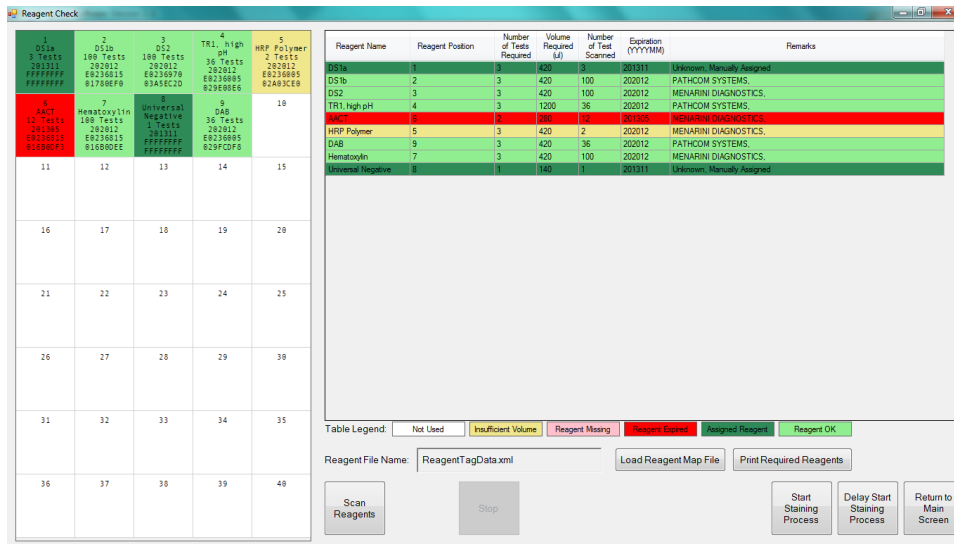 Reagent Check
1
DS1a
3 Tests
201311
FFFFFFFF
FFFFFFFF
2
DS1b
100 Tests
202012
E0236815
01780EF0
3
DS2
100 Tests
202012
E0236970
03A5EC2D
4
TR1, high
pH
36 Tests
202012
E0236005
029E08E6
5
HRP Polymer
2 Tests
202012
E0236005
02A03CE0
6
AACT
12 Tests
201305
E0236815
016B0DF3
7
Hematoxylin
100 Tests
202012
E0236815
016B0DEE
8
Universal
Negative
1 Tests
201311
FFFFFFFF
FFFFFFFF
9
DAB
36 Tests
202012
E0236005
029FCDF8
10
11 12 13 14 15
16 17 18 19 20
21 22 23 24 25
26 27 28 29 30
31 32 33 34 35
36 37 38 39 40
Reagent Name Reagent Position Number of Tests Required Volume Required (ul) Number of Test Scanned Expiration (YYYYMM) Remarks
DS1a 1 3 420 3 201311 Unknown, Manually Assigned
DS1b 2 3 420 100 202012 PATHCOM SYSTEMS,
DS2 3 3 420 100 202012 MENARINI DIAGNOSTICS,
TR1, high pH 4 3 1200 36 202012 PATHCOM SYSTEMS,
AACT 6 2 280 12 201305 MENARINI DIAGNOSTICS,
HRP Polymer 5 3 420 2 202012 MENARINI DIAGNOSTICS,
DAB 9 3 420 36 202012 PATHCOM SYSTEMS,
Hematoxylin 7 3 420 100 202012 MENARINI DIAGNOSTICS,
Universal Negative 8 1 140 1 201311 Unknown, Manually Assigned
Table Legend: Not Used Insufficient Volume Reagent Missing Reagent Expired Assigned Reagent Reagent OK
Reagent File Name: ReagentTagData.xml Load Reagent Map File Print Required Reagents
Scan
Reagents
Stop
Start
Staining
Process
Delay Start
Staining
Process
Return to
Main
Screen